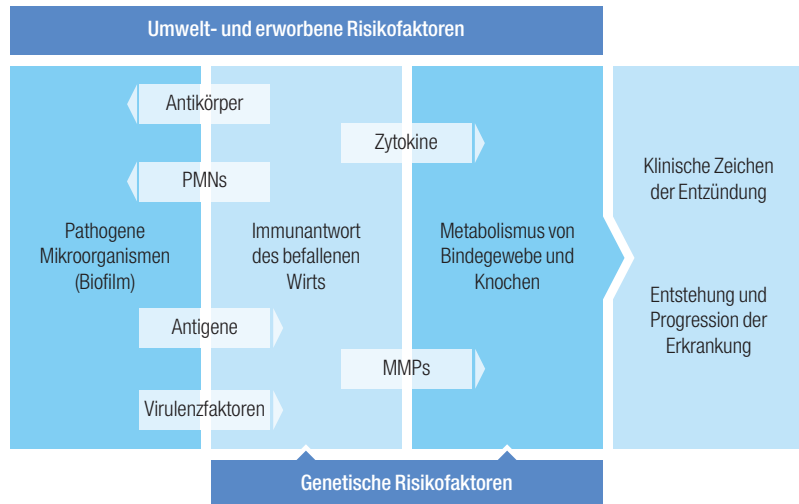 Umwelt- und erworbene Risikofaktoren
Antikörper
PMNs
Pathogene
Mikroorganismen
(Biofilm)
Antigene
Virulenzfaktoren
Immunantwort
des befallenen
Wirts
Zytokine
MMPs
Metabolismus von
Bindegewebe und
Knochen
Klinische Zeichen
der Entzündung
Entstehung und
Progression der
Erkrankung
Genetische Risikofaktoren